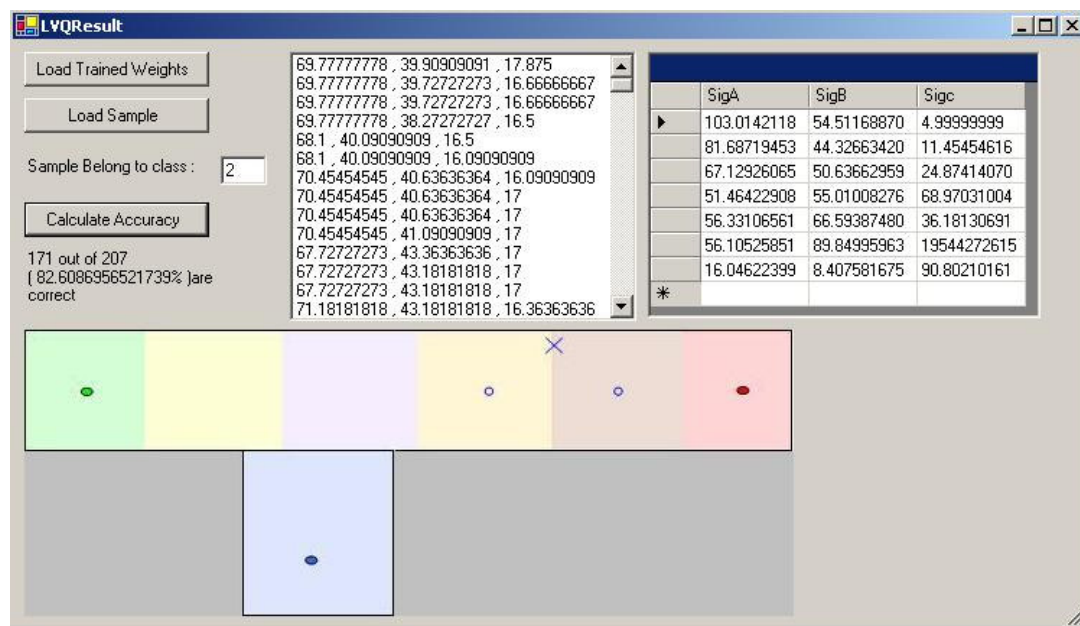 LVQResult
Load Trained Weights
Load Sample
Sample Belong to class :
2
Calculate Accuracy
171 out of 207
( 82.6086956521739% )are
correct
69.77777778 , 39.90909091 , 17.875
69.77777778 , 39.72727273 , 16.66666667
69.77777778 , 39.72727273 , 16.66666667
69.77777778 , 38.27272727 , 16.5
68.1 , 40.09090909 , 16.5
68.1 , 40.09090909 , 16.09090909
70.45454545 , 40.63636364 , 16.09090909
70.45454545 , 40.63636364 , 17
70.45454545 , 40.63636364 , 17
70.45454545 , 41.09090909 , 17
67.72727273 , 43.36363636 , 17
67.72727273 , 43.18181818 , 17
67.72727273 , 43.18181818 , 17
71.18181818 , 43.18181818 , 16.36363636
SigA SigB Sigc
103.0142118 54.51168870 4.99999999
81.68719453 44.32663420 11.45454616
67.12926065 50.63662959 24.87414070
51.46422908 55.01008276 68.97031004
56.33106561 66.59387480 36.18130691
56.10525851 89.84995963 19544272615
16.04622399 8.407581675 90.80210161
*